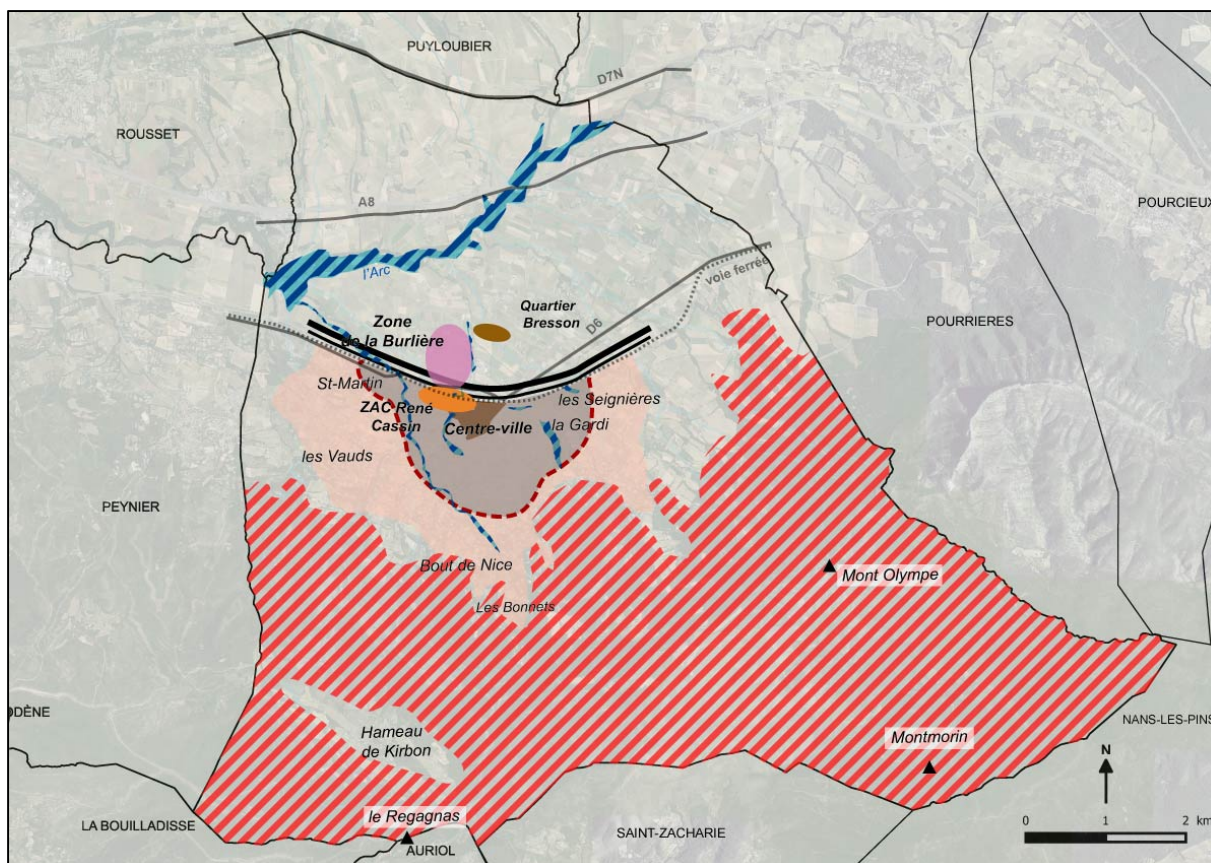 PUYLOUBIER
D7N
ROUSSET
A8
POURCIEUX
l'Arc
voie ferrée
Quartier
Bresson
Zone
de la Burlière
D6
POURRIERES
St-Martin
les Seignières
ZAC René
Cassin
Centre-ville
la Gardi
les Vauds
PEYNIER
Bout de Nice
Mont Olympe
Les Bonnets
ODÈNE
NANS-LES-PINS
Hameau
de Kirbon
Montmorin
N
le Regagnas
LA BOUILLADISSE
SAINT-ZACHARIE
AURIOL
0 1 2 km